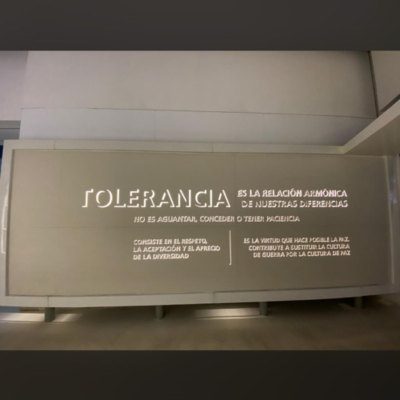 TOLERANCIA
ES LA RELACIÓN ARMÓNICA
DE NUESTRAS DIFERENCIAS
NO ES AGUANTAR, CONCEDER O TENER PACIENCIA
CONSISTE EN EL RESPETO,
LA ACEPTACIÓN Y EL APRECIO
DE LA DIVERSIDAD
ES LA VIRTUD QUE HACE POSIBLE LA PAZ.
CONTRIBUYE A SUSTITUIR LA CULTURA
DE GUERRA POR LA CULTURA DE PAZ